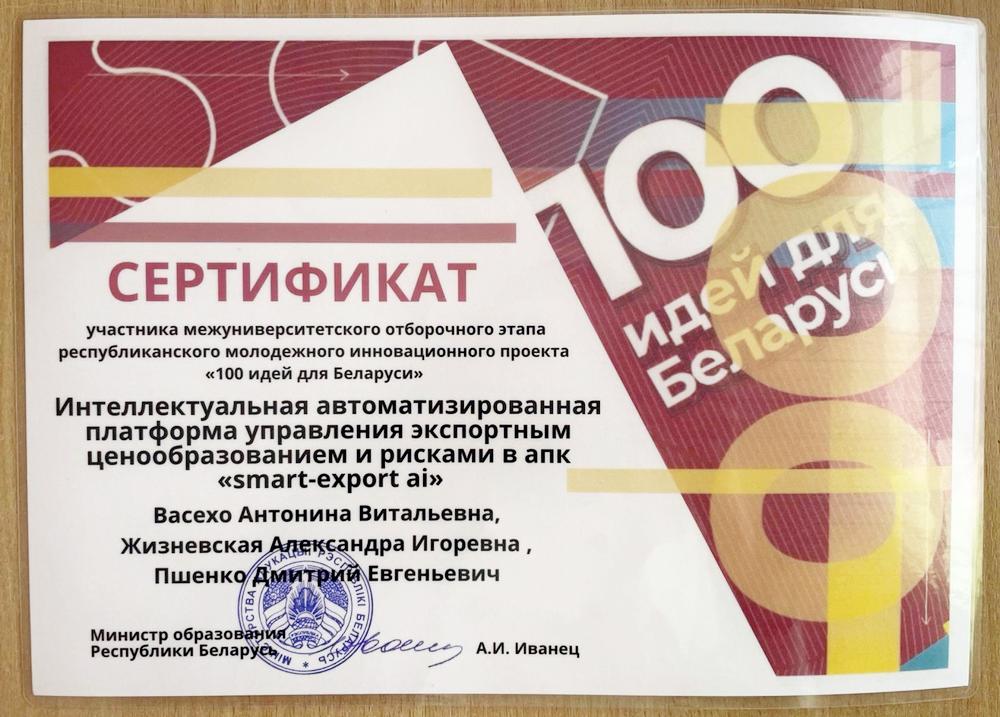 100
идей для
Беларуси
СЕРТИФИКАТ
участника межуниверситетского отборочного этапа
республиканского молодежного инновационного проекта
«100 идей для Беларуси»
Интеллектуальная автоматизированная
платформа управления экспортным
ценообразованием и рисками в апк
«smart-export ai»
Васехо Антонина Витальевна,
Жизневская Александра Игоревна ,
Пшенко Дмитрий Евгеньевич
Министр образования
Республики Беларусь
А.И. Иванец
РЭСПУБЛІКІ БЕЛАРУСЬ